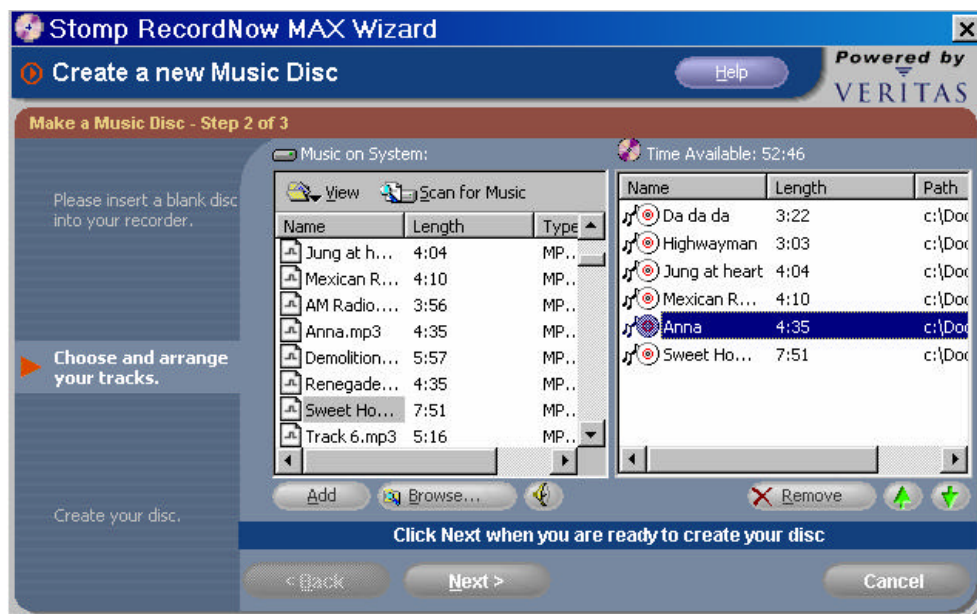 Stomp RecordNow MAX Wizard
Create a new Music Disc
Help
Powered by
VERITAS
Make a Music Disc - Step 2 of 3
Please insert a blank disc
into your recorder.
Choose and arrange
your tracks.
Create your disc.
Music on System:
View Scan for Music
Name Length Type
Jung at h... 4:04 MP...
Mexican R... 4:10 MP...
AM Radio.... 3:56 MP...
Anna.mp3 4:35 MP...
Demolition... 5:57 MP...
Renegade... 4:35 MP...
Sweet Ho... 7:51 MP...
Track 6.mp3 5:16 MP...
Add Browse...
Time Available: 52:46
Name Length Path
Da da da 3:22 c:\Doc
Highwayman 3:03 c:\Doc
Jung at heart 4:04 c:\Doc
Mexican R... 4:10 c:\Doc
Anna 4:35 c:\Doc
Sweet Ho... 7:51 c:\Doc
Remove
Click Next when you are ready to create your disc
< Back Next > Cancel